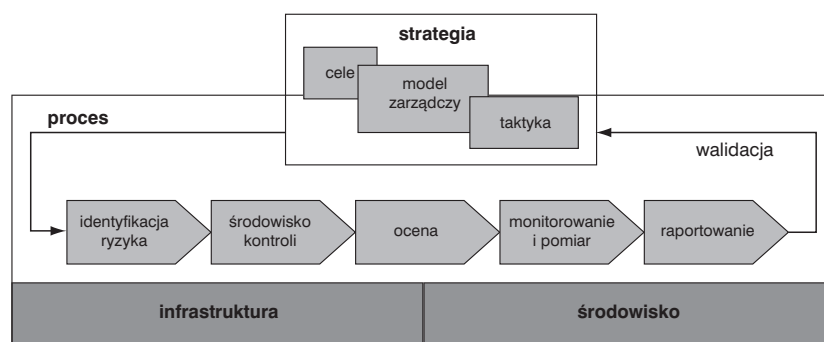 strategia
cele
model
zarządczy
taktyka
proces
walidacja
identyfikacja
ryzyka
środowisko
kontroli
ocena
monitorowanie
i pomiar
raportowanie
infrastruktura
środowisko